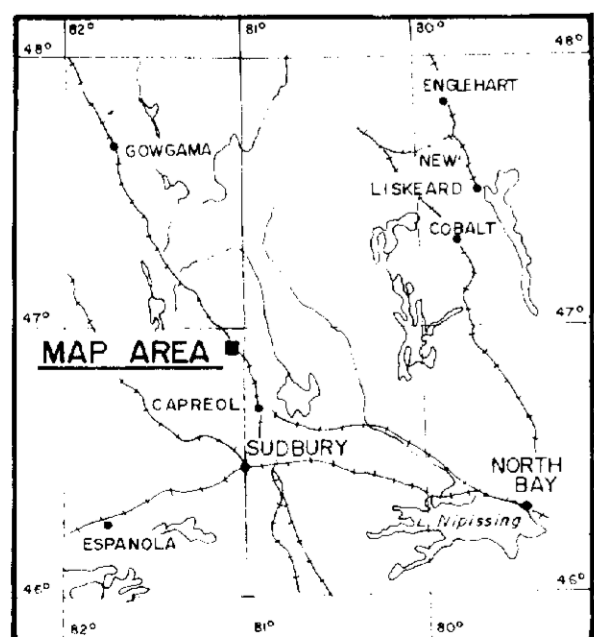 82° 81° 80°
48° 48°
ENGLEHART
GOWGAMA
NEW
LISKEARD
COBALT
47° 47°
MAP AREA
CAPREOL
SUDBURY
NORTH
BAY
L. Nipissing
ESPANOLA
46° 46°
82° 81° 80°